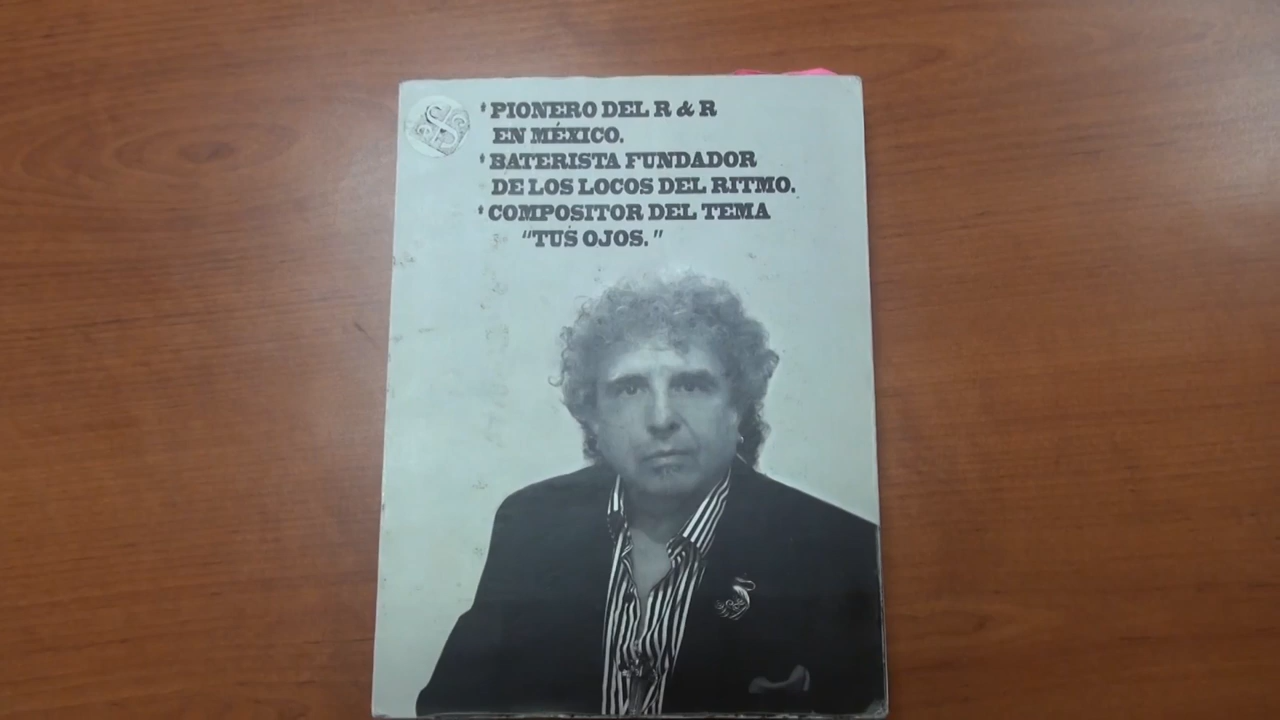 * PIONERO DEL R & R
EN MÉXICO.
* BATERISTA FUNDADOR
DE LOS LOCOS DEL RITMO.
* COMPOSITOR DEL TEMA
"TUS OJOS."